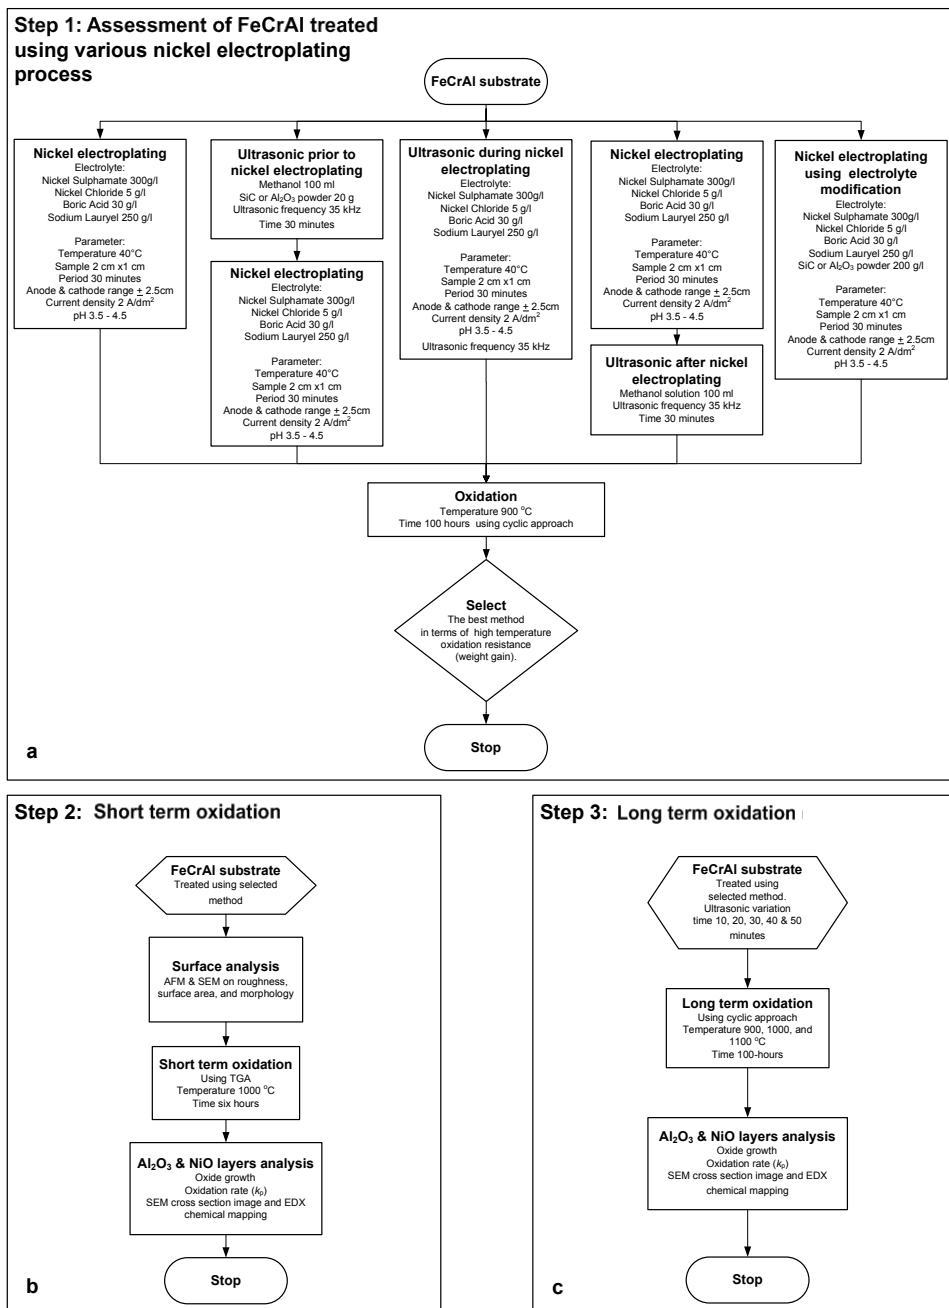 Step 1: Assessment of FeCrAl treated
using various nickel electroplating
process
FeCrAl substrate
Nickel electroplating
Electrolyte:
Nickel Sulphamate 300g/l
Nickel Chloride 5 g/l
Boric Acid 30 g/l
Sodium Lauryel 250 g/l
Parameter:
Temperature 40°C
Sample 2 cm x1 cm
Period 30 minutes
Anode & cathode range ± 2.5cm
Current density 2 A/dm²
pH 3.5 - 4.5
Ultrasonic prior to
nickel electroplating
Methanol 100 ml
SiC or Al₂O₃ powder 20 g
Ultrasonic frequency 35 kHz
Time 30 minutes
Nickel electroplating
Electrolyte:
Nickel Sulphamate 300g/l
Nickel Chloride 5 g/l
Boric Acid 30 g/l
Sodium Lauryel 250 g/l
Parameter:
Temperature 40°C
Sample 2 cm x1 cm
Period 30 minutes
Anode & cathode range ± 2.5cm
Current density 2 A/dm²
pH 3.5 - 4.5
Ultrasonic during nickel
electroplating
Electrolyte:
Nickel Sulphamate 300g/l
Nickel Chloride 5 g/l
Boric Acid 30 g/l
Sodium Lauryel 250 g/l
Parameter:
Temperature 40°C
Sample 2 cm x1 cm
Period 30 minutes
Anode & cathode range ± 2.5cm
Current density 2 A/dm²
pH 3.5 - 4.5
Ultrasonic frequency 35 kHz
Nickel electroplating
Electrolyte:
Nickel Sulphamate 300g/l
Nickel Chloride 5 g/l
Boric Acid 30 g/l
Sodium Lauryel 250 g/l
Parameter:
Temperature 40°C
Sample 2 cm x1 cm
Period 30 minutes
Anode & cathode range ± 2.5cm
Current density 2 A/dm²
pH 3.5 - 4.5
Ultrasonic after nickel
electroplating
Methanol solution 100 ml
Ultrasonic frequency 35 kHz
Time 30 minutes
Nickel electroplating
using electrolyte
modification
Electrolyte:
Nickel Sulphamate 300g/l
Nickel Chloride 5 g/l
Boric Acid 30 g/l
Sodium Lauryel 250 g/l
SiC or Al₂O₃ powder 200 g/l
Parameter:
Temperature 40°C
Sample 2 cm x1 cm
Period 30 minutes
Anode & cathode range ± 2.5cm
Current density 2 A/dm²
pH 3.5 - 4.5
Oxidation
Temperature 900 °C
Time 100 hours using cyclic approach
Select
The best method
in terms of high temperature
oxidation resistance
(weight gain).
Stop
a
Step 2: Short term oxidation
FeCrAl substrate
Treated using selected
method
Surface analysis
AFM & SEM on roughness,
surface area, and morphology
Short term oxidation
Using TGA
Temperature 1000 °C
Time six hours
Al₂O₃ & NiO layers analysis
Oxide growth
Oxidation rate (kₚ)
SEM cross section image and EDX
chemical mapping
Stop
b
Step 3: Long term oxidation
FeCrAl substrate
Treated using
selected method.
Ultrasonic variation
time 10, 20, 30, 40 & 50
minutes
Long term oxidation
Using cyclic approach
Temperature 900, 1000, and
1100 °C
Time 100-hours
Al₂O₃ & NiO layers analysis
Oxide growth
Oxidation rate (kₚ)
SEM cross section image and EDX
chemical mapping
Stop
c